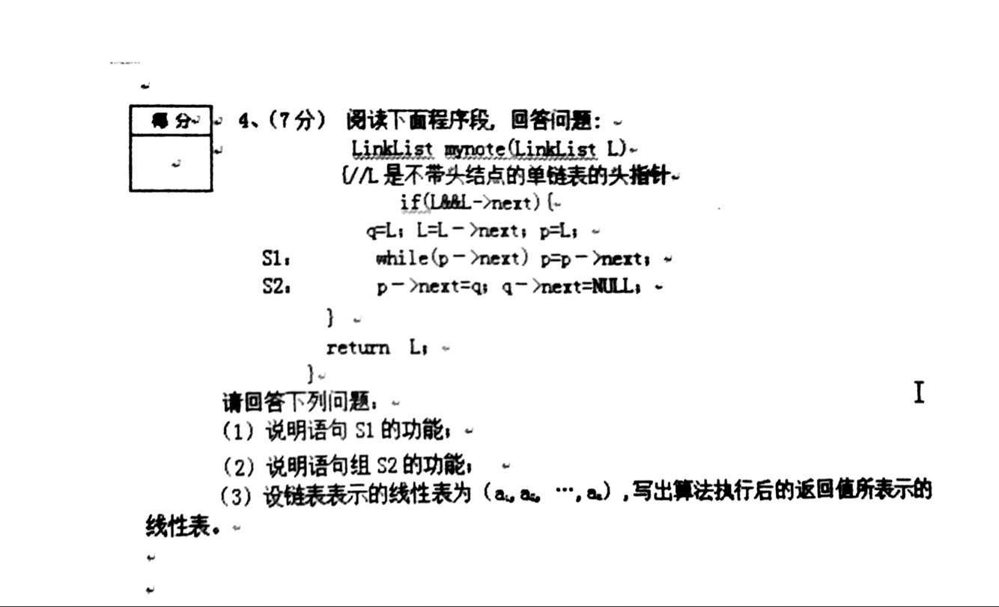 得 分
4、（7分） 阅读下面程序段，回答问题：
LinkList mynote(LinkList L)
{//L 是不带头结点的单链表的头指针
if(L&&L->next){
q=L；L=L－>next；p=L；
S1： while(p－>next) p=p－>next；
S2： p－>next=q；q－>next=NULL；
}
return L；
}
请回答下列问题：
（1）说明语句 S1 的功能；
（2）说明语句组 S2 的功能；
（3）设链表表示的线性表为（a₁,a₂, …,aₙ）,写出算法执行后的返回值所表示的
线性表。